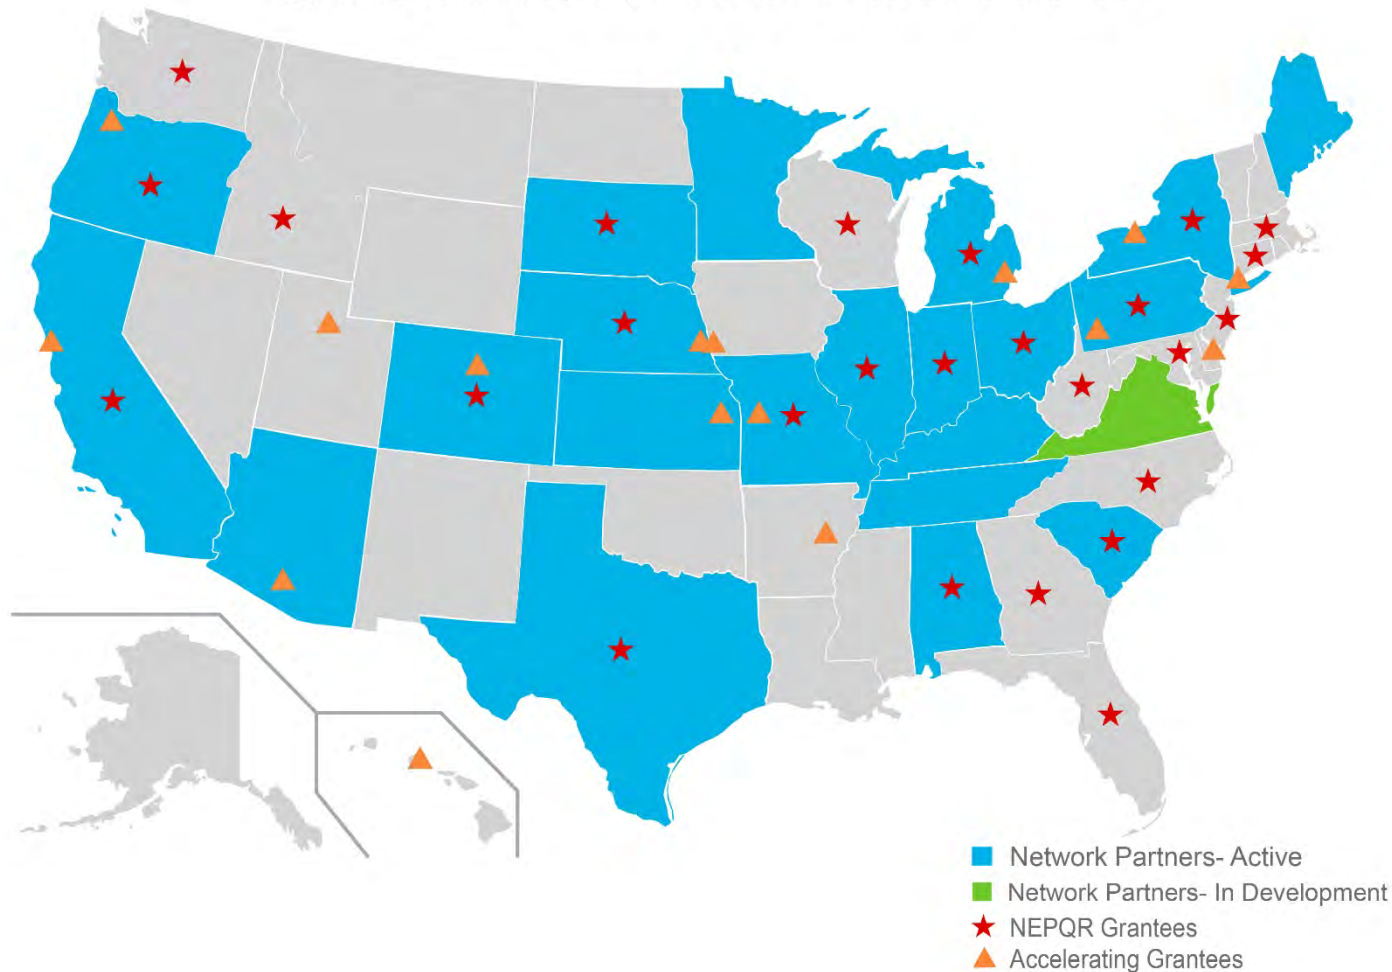 Network Partners- Active
Network Partners- In Development
NEPQR Grantees
Accelerating Grantees